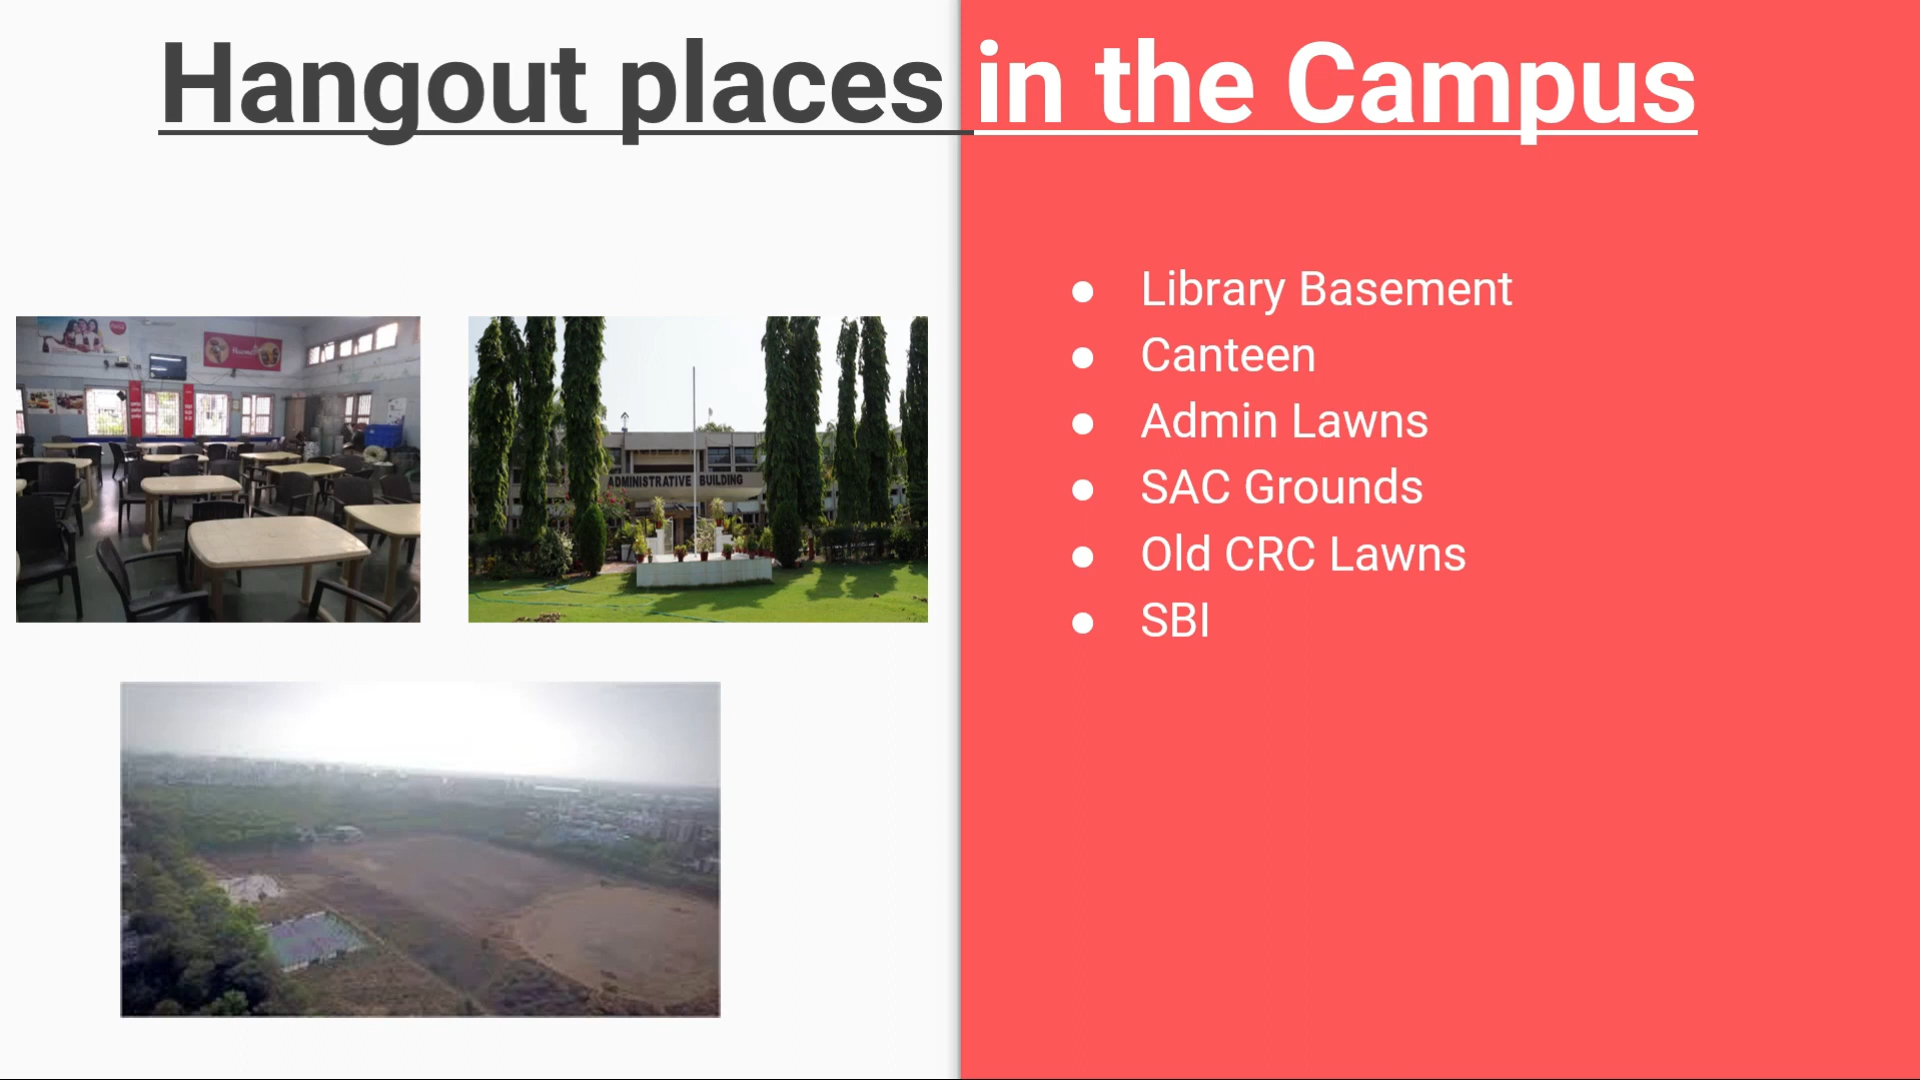 Hangout places in the Campus
● Library Basement
● Canteen
● Admin Lawns
● SAC Grounds
● Old CRC Lawns
● SBI
ADMINISTRATIVE BUILDING